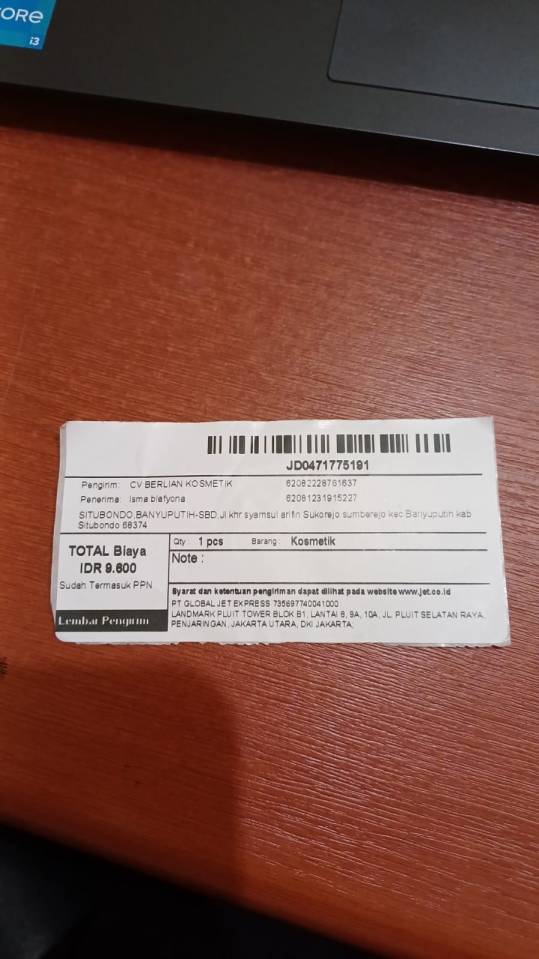 ORE
i3
JD0471775191
Pengirim: CV BERLIAN KOSMETIK 62082228761637
Penerima: Isma blafyona 62081231915227
SITUBONDO,BANYUPUTIH-SBD,Jl khr syamsul arifin Sukorejo sumberejo kec Banyuputih kab
Situbondo 68374
TOTAL Biaya
IDR 9.600
Sudah Termasuk PPN
Lembar Pengirim
Qty : 1 pcs Barang : Kosmetik
Note :
Syarat dan ketentuan pengiriman dapat dilihat pada website www.jet.co.id
PT GLOBAL JET EXPRESS 735697740041000
LANDMARK PLUIT TOWER BLOK B1, LANTAI 8, 9A, 10A, JL. PLUIT SELATAN RAYA,
PENJARINGAN, JAKARTA UTARA, DKI JAKARTA,